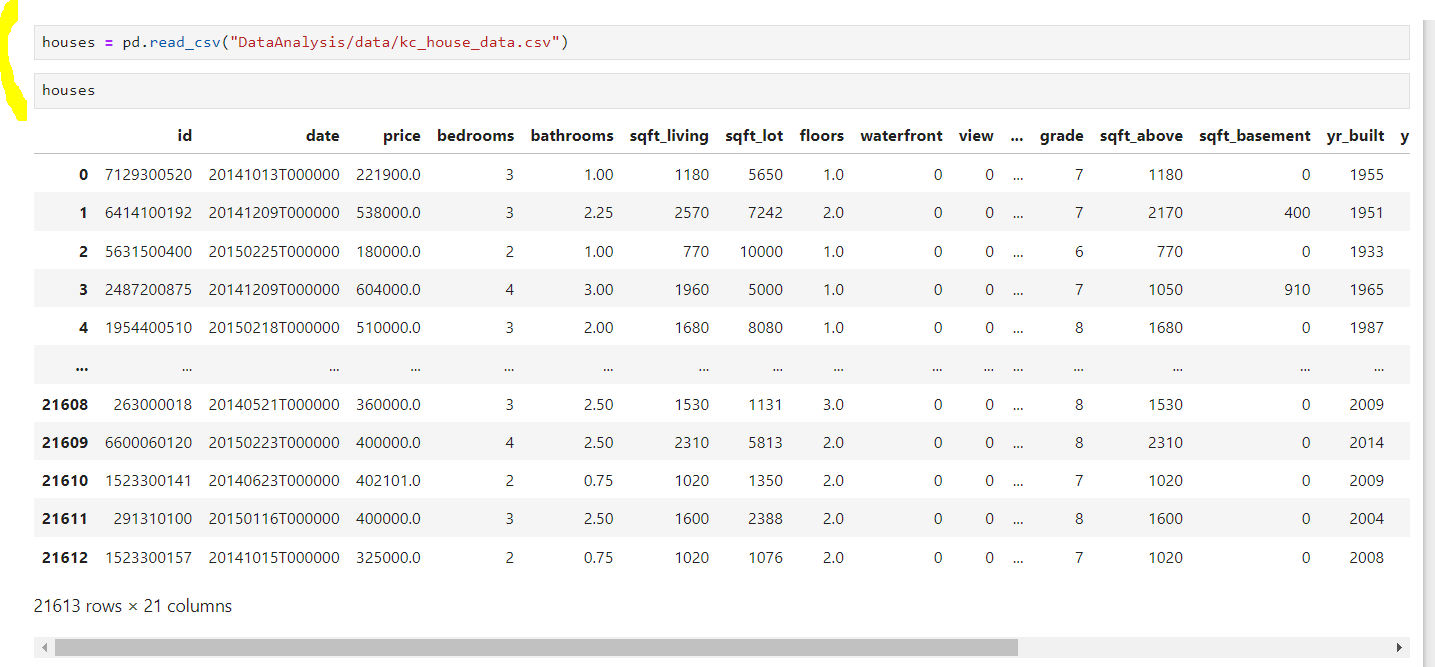 houses = pd.read_csv("DataAnalysis/data/kc_house_data.csv")
houses
id date price bedrooms bathrooms sqft_living sqft_lot floors waterfront view ... grade sqft_above sqft_basement yr_built y
0 7129300520 20141013T000000 221900.0 3 1.00 1180 5650 1.0 0 0 ... 7 1180 0 1955
1 6414100192 20141209T000000 538000.0 3 2.25 2570 7242 2.0 0 0 ... 7 2170 400 1951
2 5631500400 20150225T000000 180000.0 2 1.00 770 10000 1.0 0 0 ... 6 770 0 1933
3 2487200875 20141209T000000 604000.0 4 3.00 1960 5000 1.0 0 0 ... 7 1050 910 1965
4 1954400510 20150218T000000 510000.0 3 2.00 1680 8080 1.0 0 0 ... 8 1680 0 1987
... ... ... ... ... ... ... ... ... ... ... ... ... ... ... ...
21608 263000018 20140521T000000 360000.0 3 2.50 1530 1131 3.0 0 0 ... 8 1530 0 2009
21609 6600060120 20150223T000000 400000.0 4 2.50 2310 5813 2.0 0 0 ... 8 2310 0 2014
21610 1523300141 20140623T000000 402101.0 2 0.75 1020 1350 2.0 0 0 ... 7 1020 0 2009
21611 291310100 20150116T000000 400000.0 3 2.50 1600 2388 2.0 0 0 ... 8 1600 0 2004
21612 1523300157 20141015T000000 325000.0 2 0.75 1020 1076 2.0 0 0 ... 7 1020 0 2008
21613 rows × 21 columns